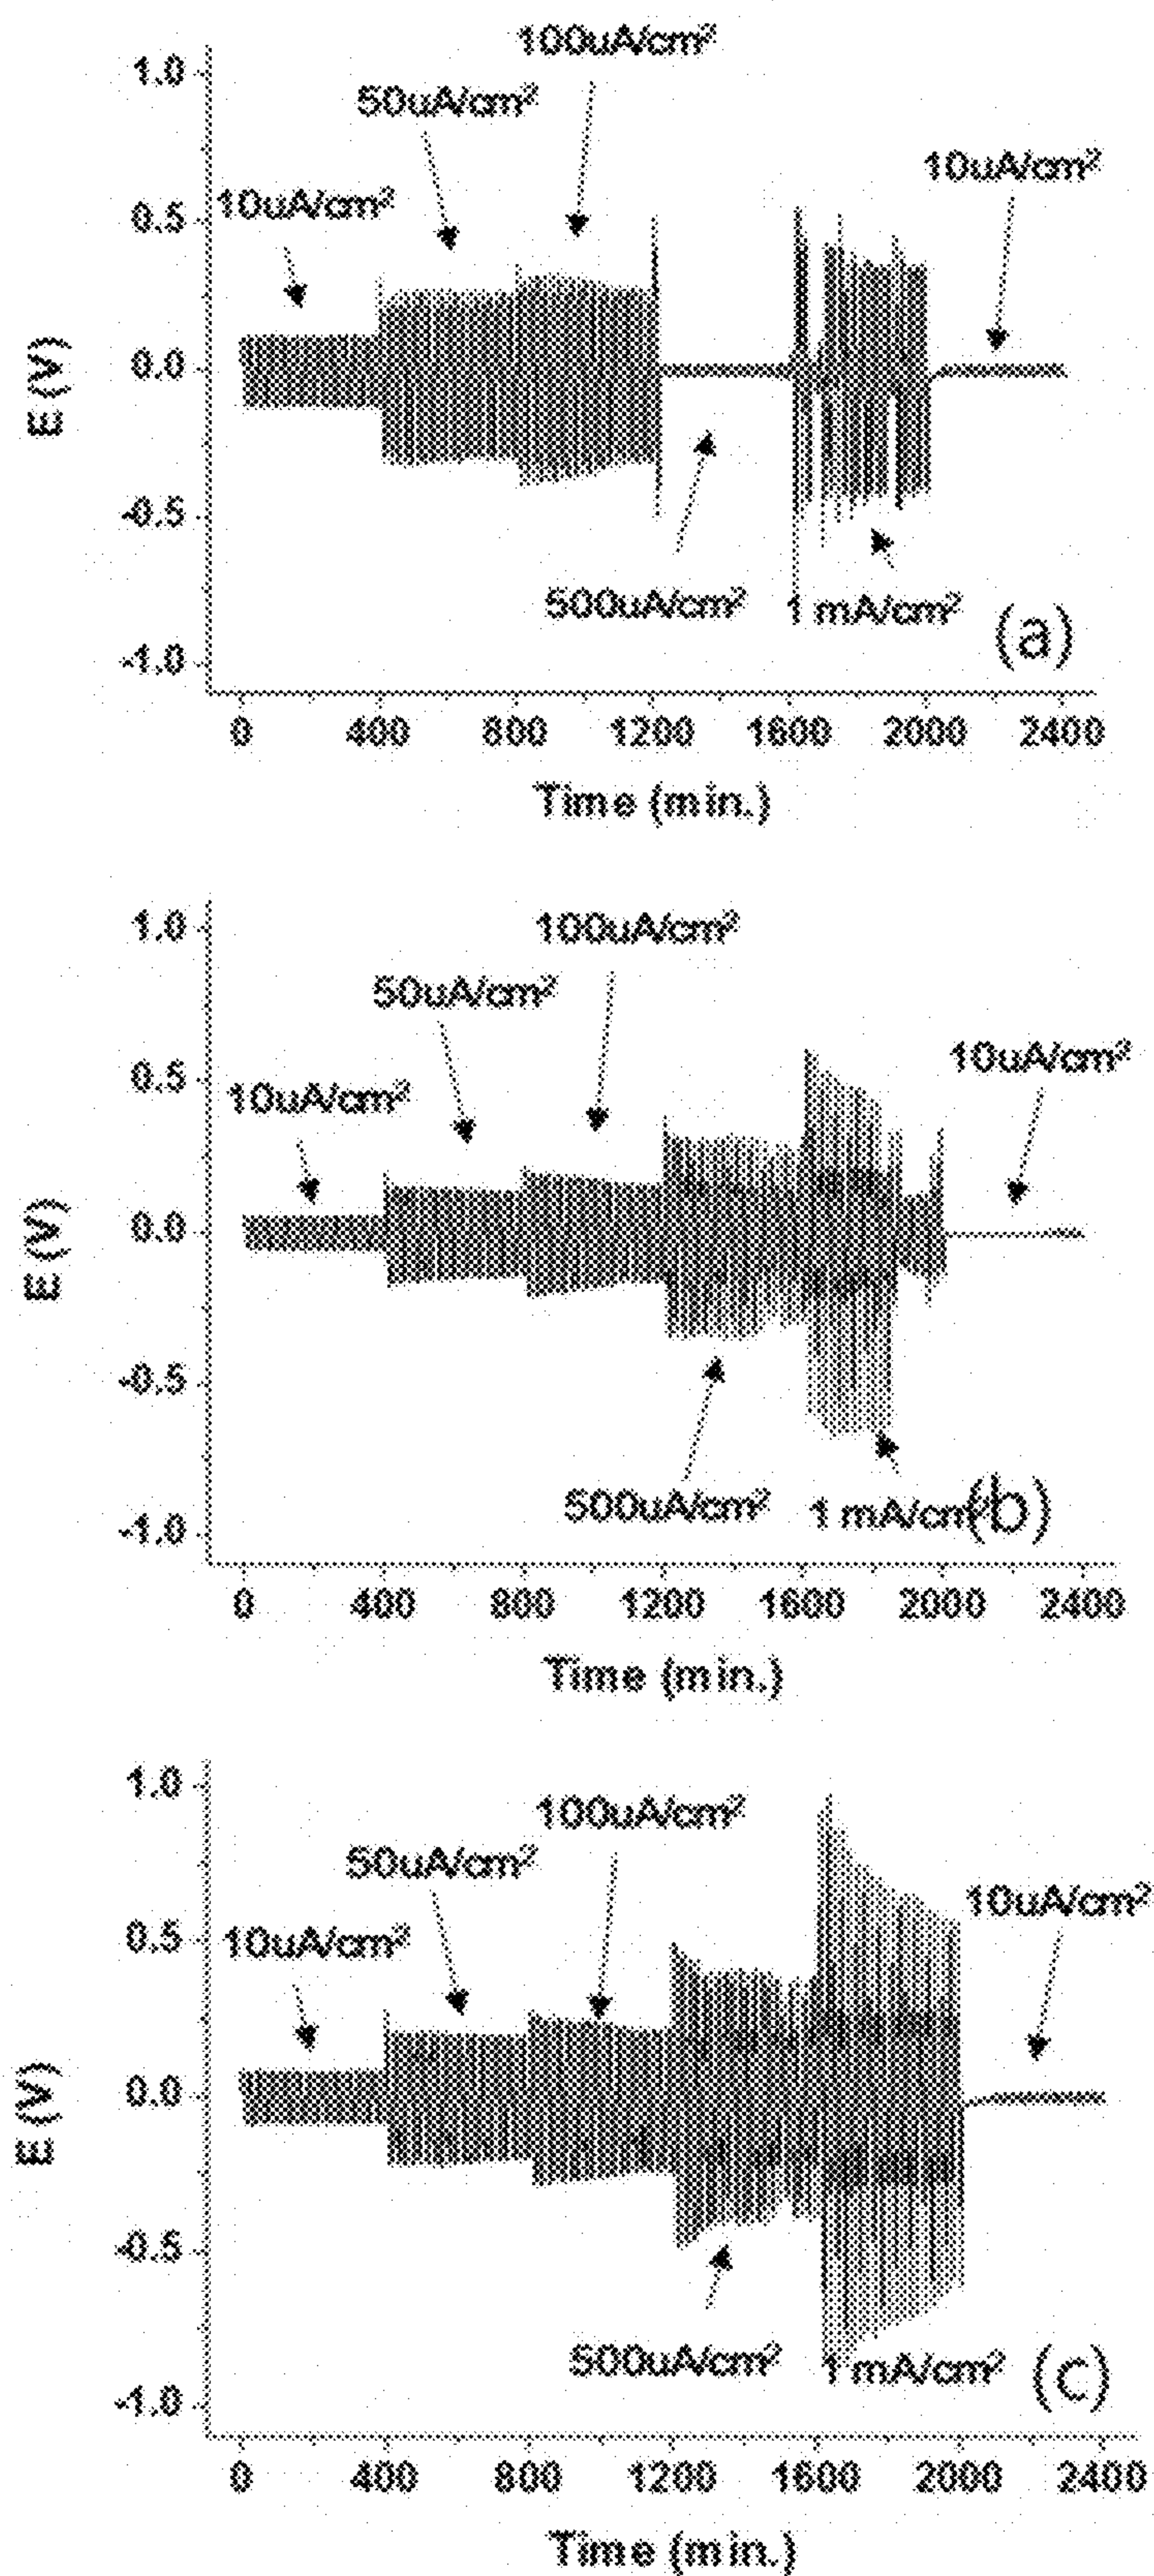 100uA/cm²
1.0
50uA/cm²
10uA/cm²
10uA/cm²
0.5
E (V)
0.0
-0.5
500uA/cm²
1 mA/cm²
(a)
-1.0
0 400 800 1200 1600 2000 2400
Time (min.)
1.0
100uA/cm²
50uA/cm²
10uA/cm²
0.5
10uA/cm²
E (V)
0.0
-0.5
500uA/cm²
1 mA/cm²
(b)
-1.0
0 400 800 1200 1600 2000 2400
Time (min.)
1.0
100uA/cm²
50uA/cm²
10uA/cm²
0.5
10uA/cm²
E (V)
0.0
-0.5
500uA/cm²
1 mA/cm²
(c)
-1.0
0 400 800 1200 1600 2000 2400
Time (min.)